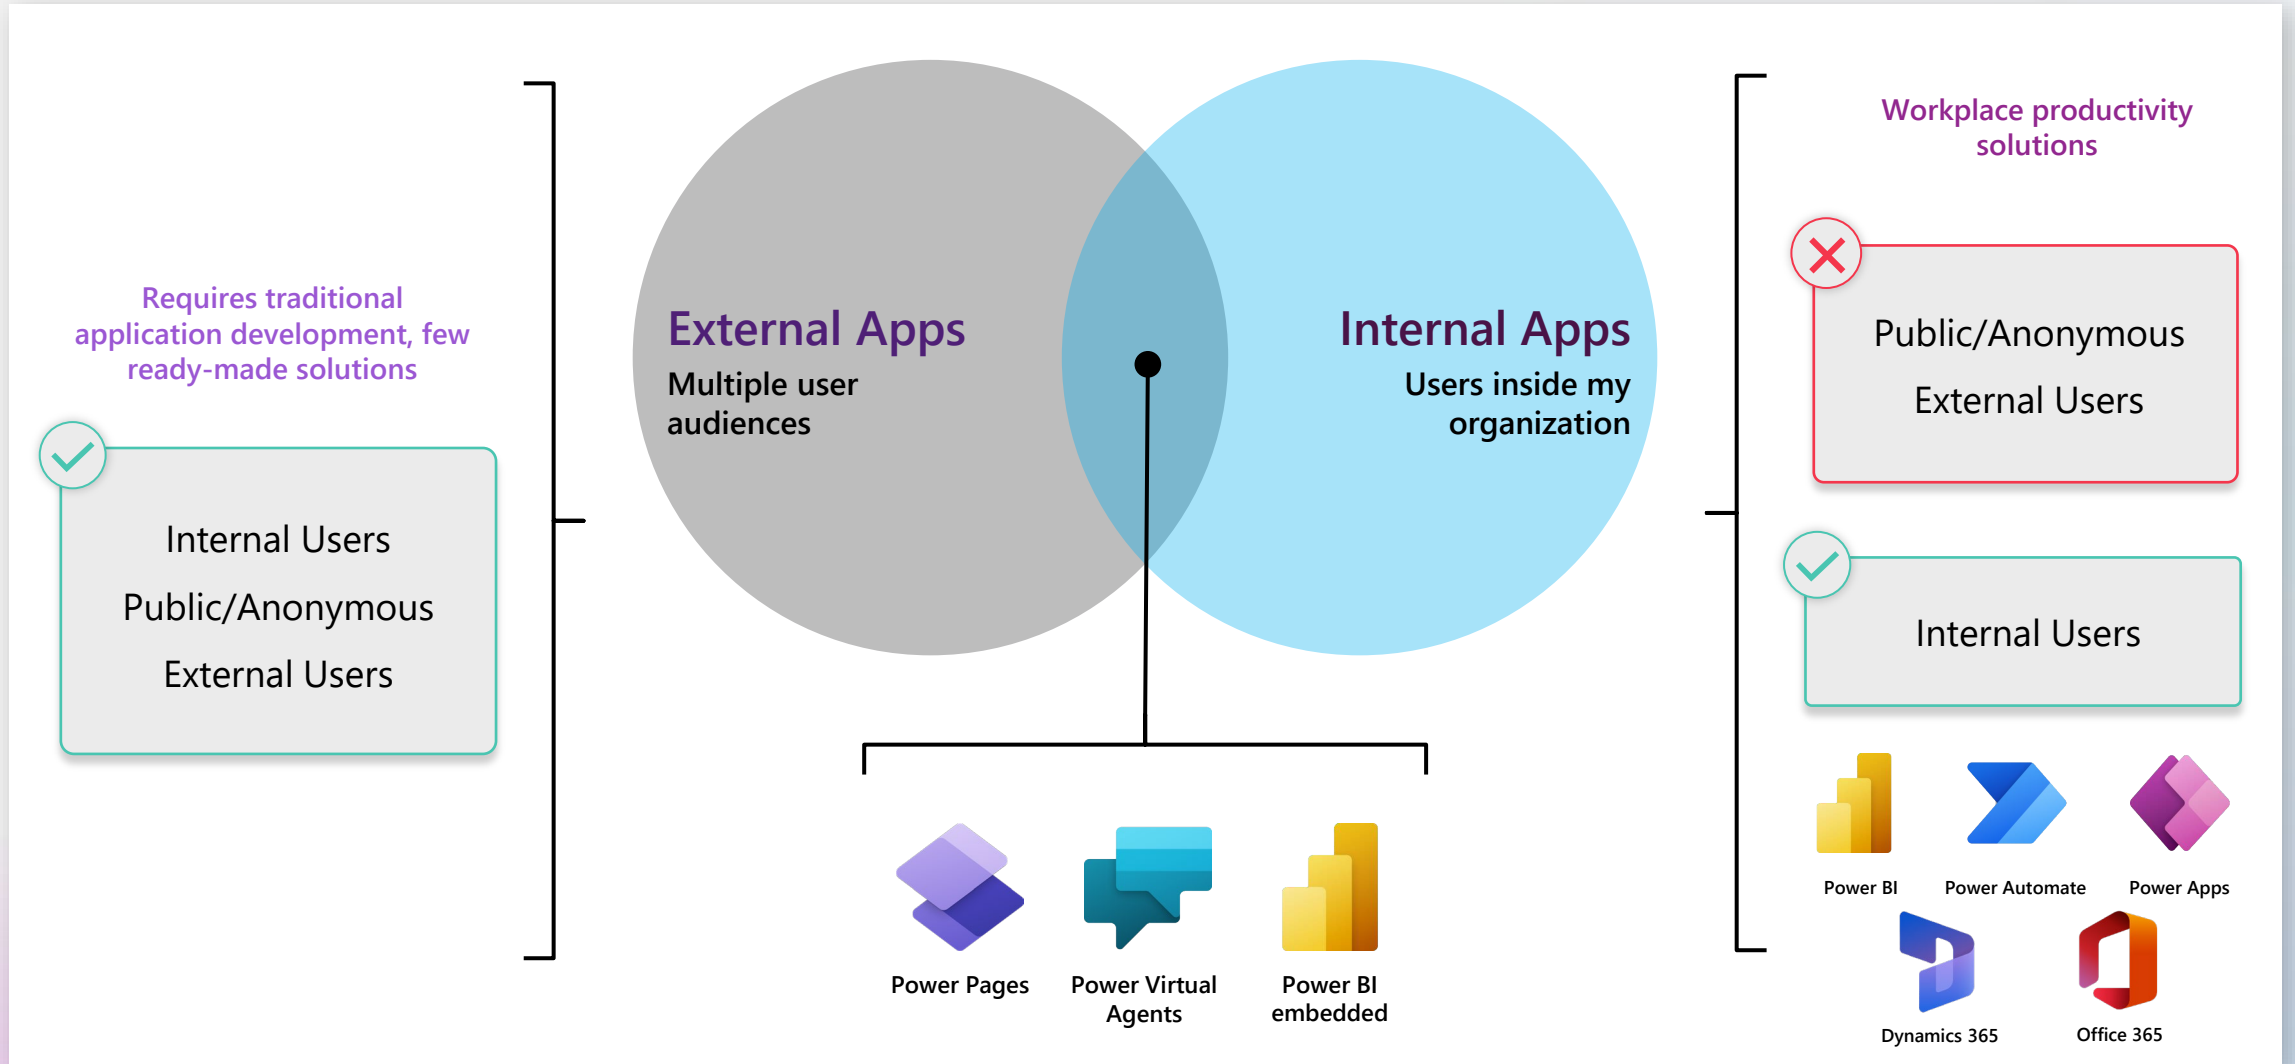 Requires traditional
application development, few
ready-made solutions
Internal Users
Public/Anonymous
External Users
External Apps
Multiple user
audiences
Internal Apps
Users inside my
organization
Power Pages
Power Virtual
Agents
Power BI
embedded
Workplace productivity
solutions
Public/Anonymous
External Users
Internal Users
Power BI
Power Automate
Power Apps
Dynamics 365
Office 365